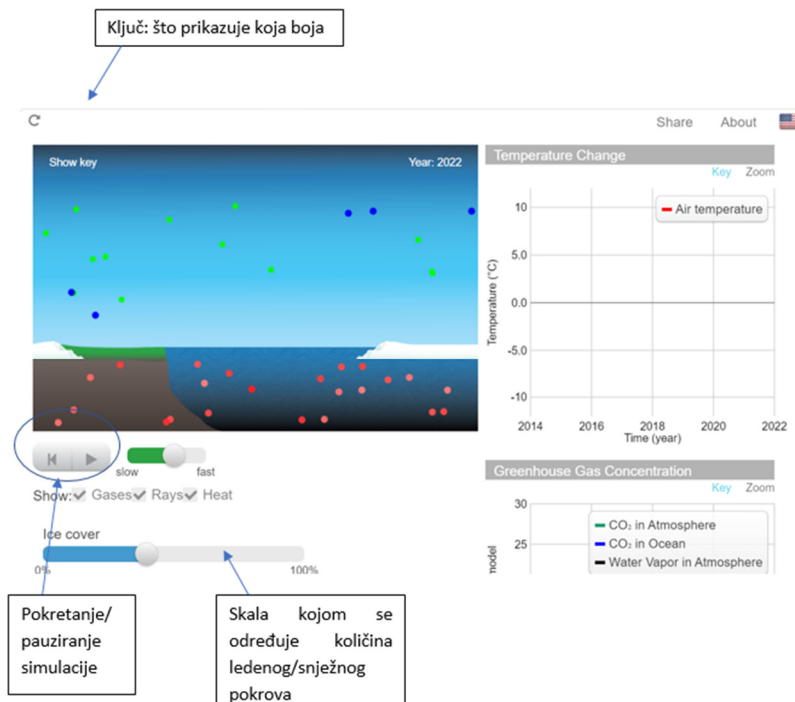 Ključ: što prikazuje koja boja
Share About
Show key
Year: 2022
Temperature Change
Key Zoom
10
5.0
0.0
-5.0
-10
Temperature (°C)
Air temperature
2014 2016 2018 2020 2022
Time (year)
slow fast
Show: Gases Rays Heat
Ice cover
0% 100%
Greenhouse Gas Concentration
Key Zoom
30
25
CO₂ in Atmosphere
CO₂ in Ocean
Water Vapor in Atmosphere
Pokretanje/
pauziranje
simulacije
Skala kojom se
određuje količina
ledenog/snježnog
pokrova